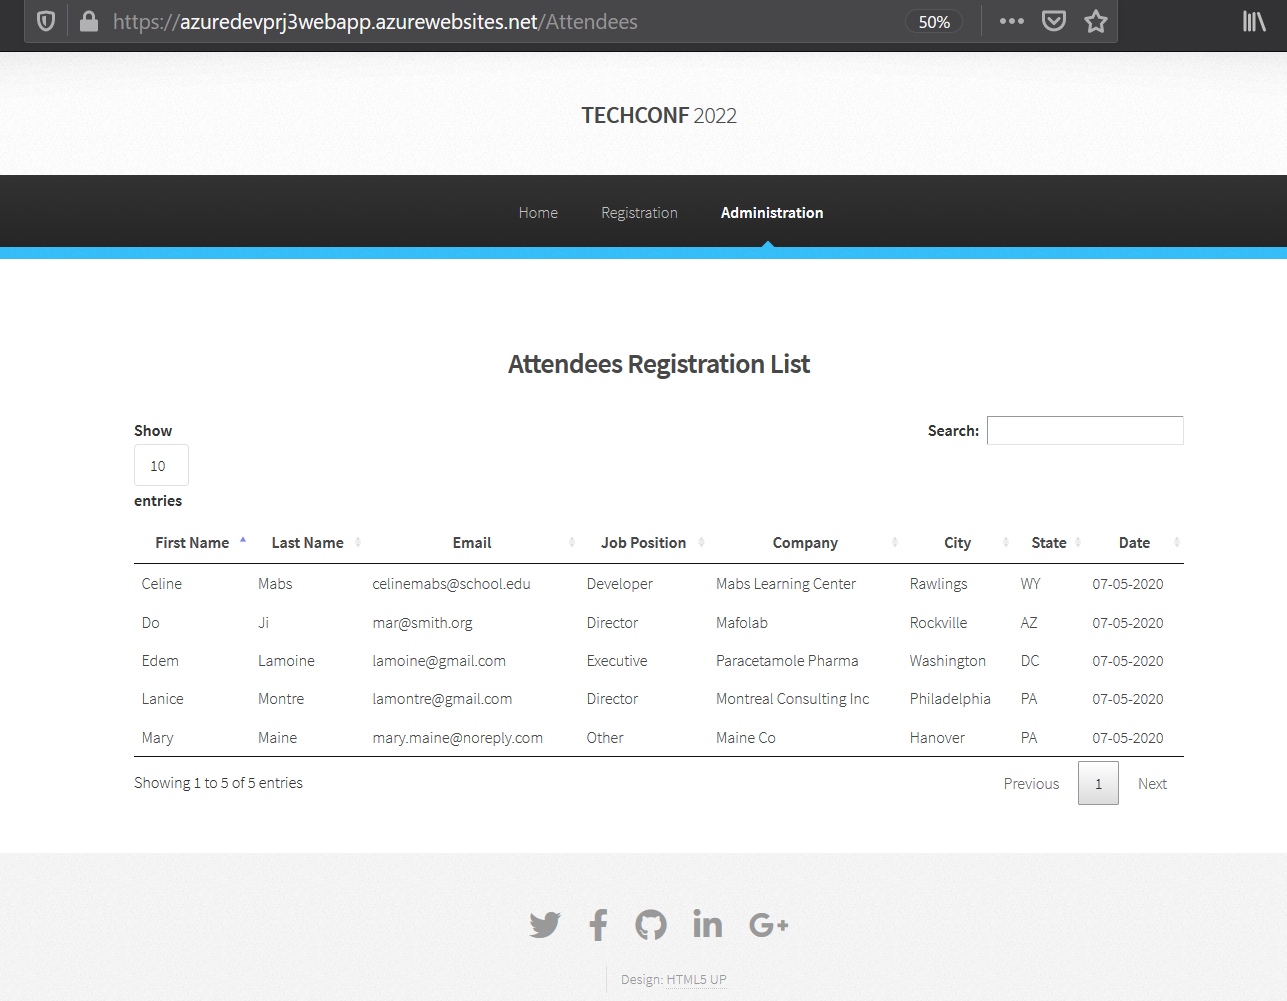 https://azuredevprj3webapp.azurewebsites.net/Attendees 50%
TECHCONF 2022
Home Registration Administration
Attendees Registration List
Show
Search:
10
entries
First Name Last Name Email Job Position Company City State Date
Celine Mabs celinemabs@school.edu Developer Mabs Learning Center Rawlings WY 07-05-2020
Do Ji mar@smith.org Director Mafolab Rockville AZ 07-05-2020
Edem Lamoine lamoine@gmail.com Executive Paracetamole Pharma Washington DC 07-05-2020
Lanice Montre lamontre@gmail.com Director Montreal Consulting Inc Philadelphia PA 07-05-2020
Mary Maine mary.maine@noreply.com Other Maine Co Hanover PA 07-05-2020
Showing 1 to 5 of 5 entries
Previous 1 Next
Design: HTML5 UP